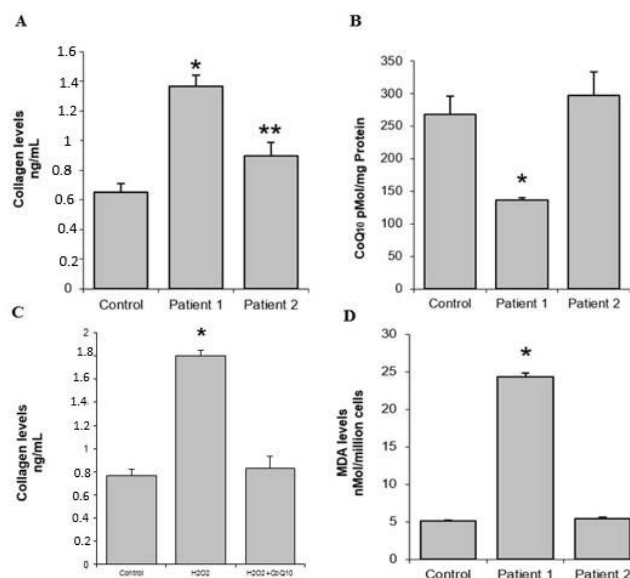 A
Collagen levels
ng/mL
1.6
1.4
1.2
1
0.8
0.6
0.4
0.2
0
*
**
Control Patient 1 Patient 2
B
CoQ10 pMol/mg Protein
350
300
250
200
150
100
50
0
*
Control Patient 1 Patient 2
C
Collagen levels
ng/mL
2
1.8
1.6
1.4
1.2
1
0.8
0.6
0.4
0.2
0
*
Control H2O2 H2O2+CoQ10
D
MDA levels
nMol/million cells
30
25
20
15
10
5
0
*
Control Patient 1 Patient 2